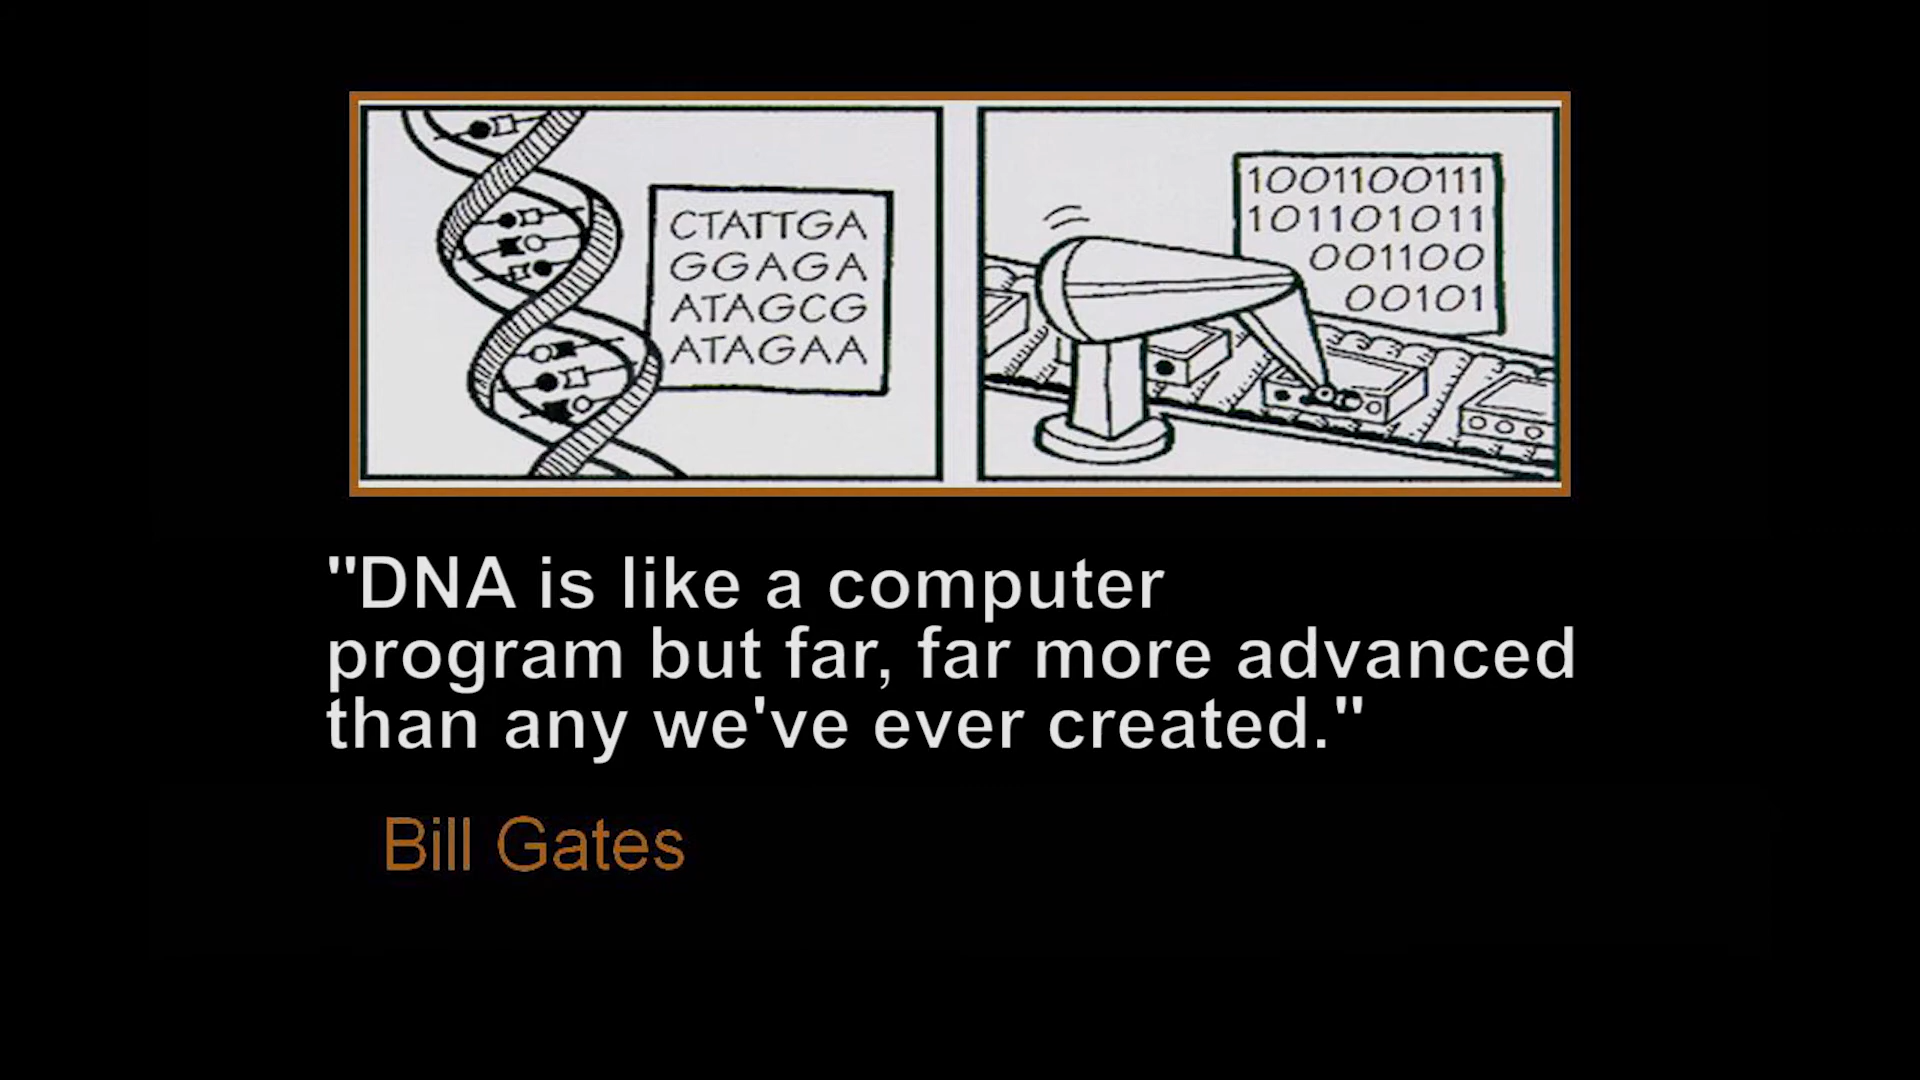 CTATTGA
GGAGA
ATAGCG
ATAGAA
1001100111
101101011
001100
00101
"DNA is like a computer
program but far, far more advanced
than any we've ever created."
Bill Gates